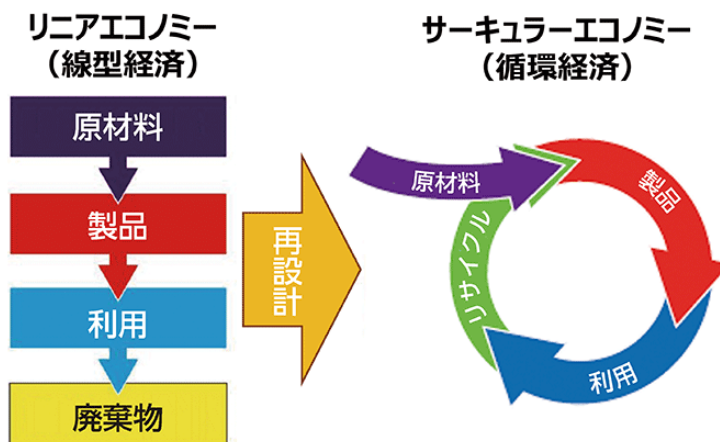 リニアエコノミー
(線型経済)
原材料
製品
利用
廃棄物
再設計
サーキュラーエコノミー
(循環経済)
原材料
製品
利用
リサイクル